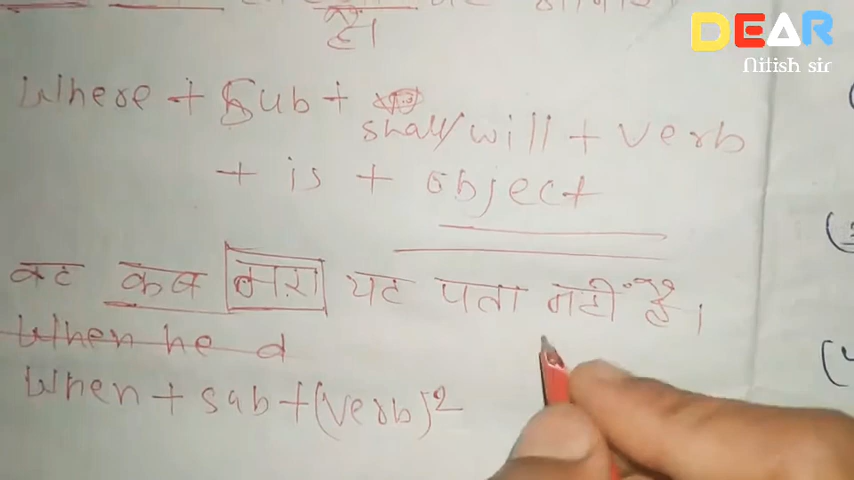 DEAR
Nitish sir
है।
Where + Sub +
shall/will + verb
+ is + object
वह कब मरा यह पता नहीं है।
When he d
When + sub + (verb)2